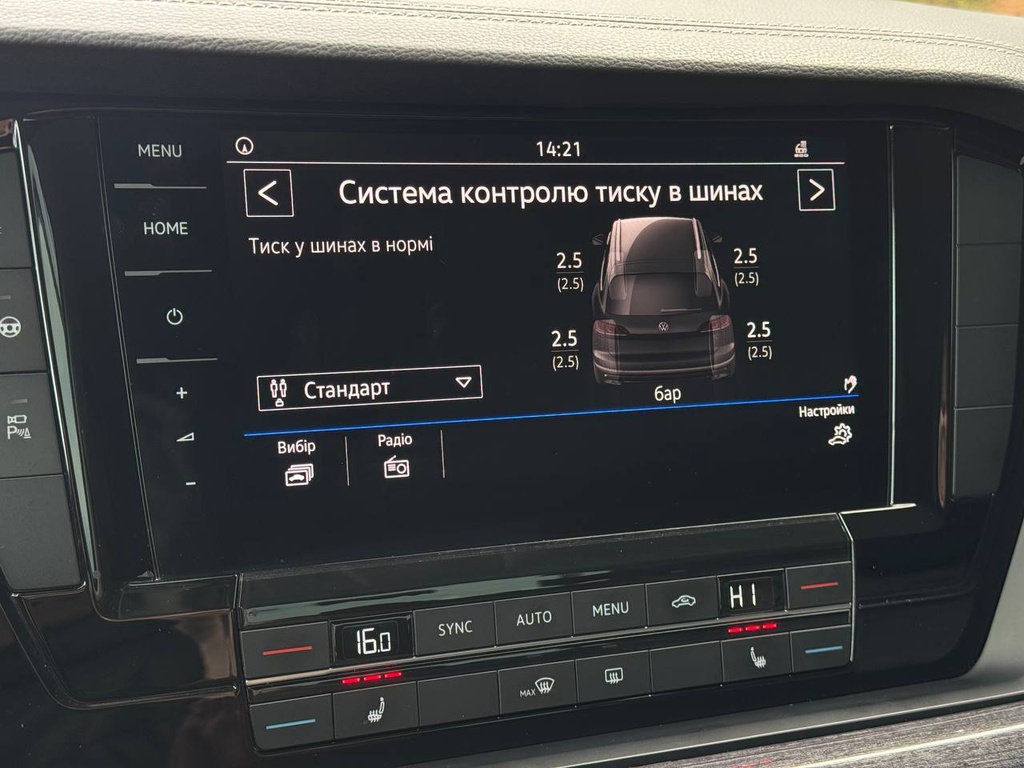 MENU
14:21
Система контролю тиску в шинах
HOME
Тиск у шинах в нормі
2.5
(2.5)
2.5
(2.5)
2.5
(2.5)
2.5
(2.5)
Стандарт
бар
+
-
Вибір
Радіо
Настройки
P
16.0
SYNC
AUTO
MENU
HI
MAX